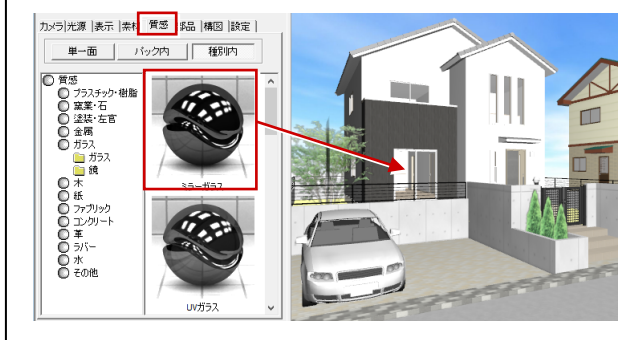 カメラ|光源|表示|素材 質感 部品|構図|設定|
単一面 パック内 種別内
質感
プラスチック・樹脂
窯業・石
塗装・左官
金属
ガラス
ガラス
鏡
木
紙
ファブリック
コンクリート
革
ラバー
水
その他
ミラーガラス
UVガラス